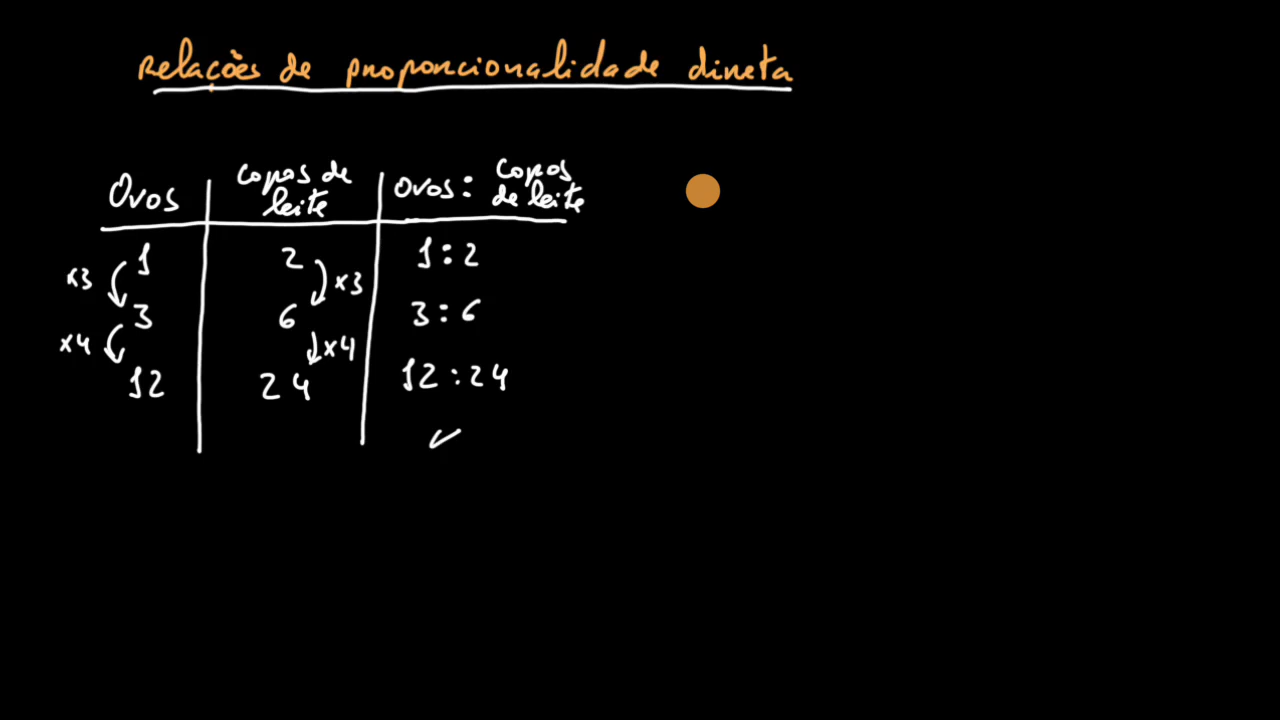 relações de proporcionalidade direta
Ovos
copos de
leite
ovos : copos
de leite
1 2 1 : 2
x3 x3
3 6 3 : 6
x4 x4
12 24 12 : 24
✓